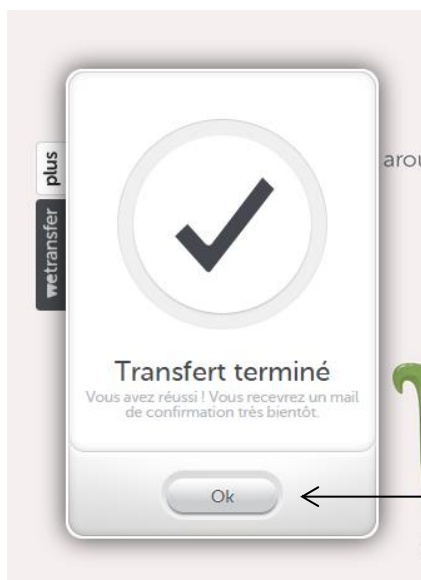 plus
wetransfer
arou
Transfert terminé
Vous avez réussi ! Vous recevrez un mail
de confirmation très bientôt.
Ok